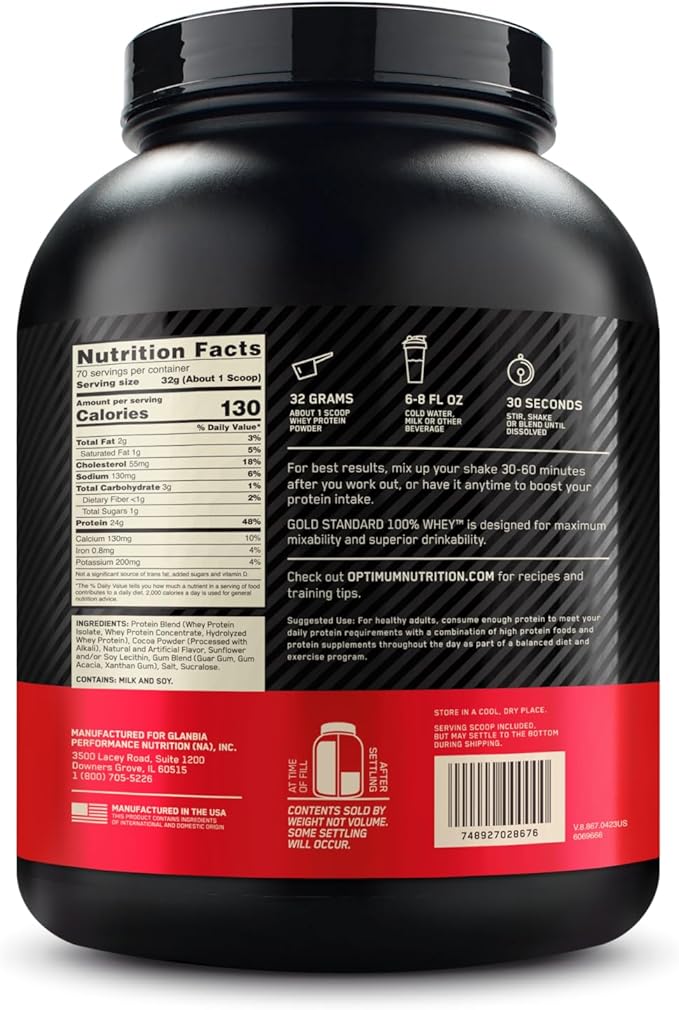 Nutrition Facts
70 servings per container
Serving size 32g (About 1 Scoop)
Amount per serving
Calories 130
% Daily Value*
Total Fat 2g 3%
Saturated Fat 1g 5%
Cholesterol 55mg 18%
Sodium 130mg 6%
Total Carbohydrate 3g 1%
Dietary Fiber <1g 2%
Total Sugars 1g
Protein 24g 48%
Calcium 130mg 10%
Iron 0.8mg 4%
Potassium 200mg 4%
Not a significant source of trans fat, added sugars and vitamin D.
*The % Daily Value tells you how much a nutrient in a serving of food
contributes to a daily diet. 2,000 calories a day is used for general
nutrition advice.
INGREDIENTS: Protein Blend (Whey Protein
Isolate, Whey Protein Concentrate, Hydrolyzed
Whey Protein), Cocoa Powder (Processed with
Alkali), Natural and Artificial Flavor, Sunflower
and/or Soy Lecithin, Gum Blend (Guar Gum, Gum
Acacia, Xanthan Gum), Salt, Sucralose.
CONTAINS: MILK AND SOY.
32 GRAMS
ABOUT 1 SCOOP
WHEY PROTEIN
POWDER
6-8 FL OZ
COLD WATER,
MILK OR OTHER
BEVERAGE
30 SECONDS
STIR, SHAKE
OR BLEND UNTIL
DISSOLVED
For best results, mix up your shake 30-60 minutes
after you work out, or have it anytime to boost your
protein intake.
GOLD STANDARD 100% WHEY™ is designed for maximum
mixability and superior drinkability.
Check out OPTIMUMNUTRITION.COM for recipes and
training tips.
Suggested Use: For healthy adults, consume enough protein to meet your
daily protein requirements with a combination of high protein foods and
protein supplements throughout the day as part of a balanced diet and
exercise program.
MANUFACTURED FOR GLANBIA
PERFORMANCE NUTRITION (NA), INC.
3500 Lacey Road, Suite 1200
Downers Grove, IL 60515
1 (800) 705-5226
MANUFACTURED IN THE USA
THIS PRODUCT CONTAINS INGREDIENTS
OF INTERNATIONAL AND DOMESTIC ORIGIN
AT TIME
OF FILL
AFTER
SETTLING
CONTENTS SOLD BY
WEIGHT NOT VOLUME.
SOME SETTLING
WILL OCCUR.
STORE IN A COOL, DRY PLACE.
SERVING SCOOP INCLUDED,
BUT MAY SETTLE TO THE BOTTOM
DURING SHIPPING.
748927028676
V.8.867.0423US
6069666